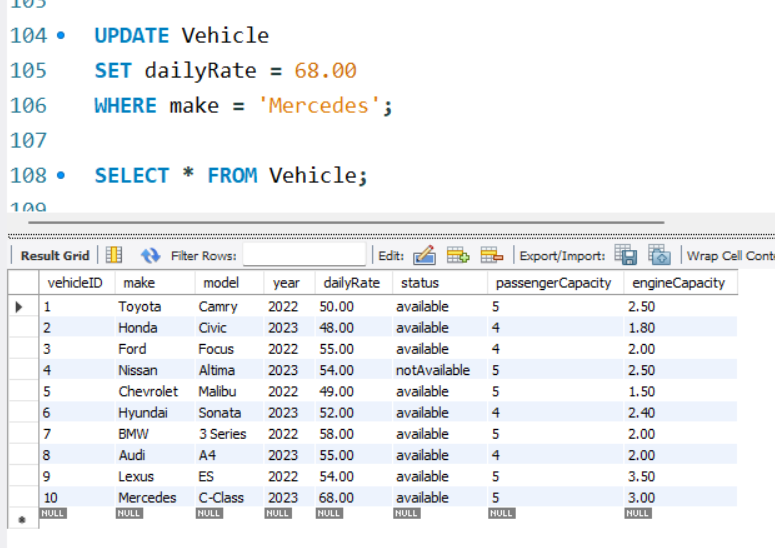 103
104 UPDATE Vehicle
105 SET dailyRate = 68.00
106 WHERE make = 'Mercedes';
107
108 SELECT * FROM Vehicle;
109
Result Grid Filter Rows: Edit: Export/Import: Wrap Cell Conte
vehicleID make model year dailyRate status passengerCapacity engineCapacity
1 Toyota Camry 2022 50.00 available 5 2.50
2 Honda Civic 2023 48.00 available 4 1.80
3 Ford Focus 2022 55.00 available 4 2.00
4 Nissan Altima 2023 54.00 notAvailable 5 2.50
5 Chevrolet Malibu 2022 49.00 available 5 1.50
6 Hyundai Sonata 2023 52.00 available 4 2.40
7 BMW 3 Series 2022 58.00 available 5 2.00
8 Audi A4 2023 55.00 available 4 2.00
9 Lexus ES 2022 54.00 available 5 3.50
10 Mercedes C-Class 2023 68.00 available 5 3.00
NULL NULL NULL NULL NULL NULL NULL NULL